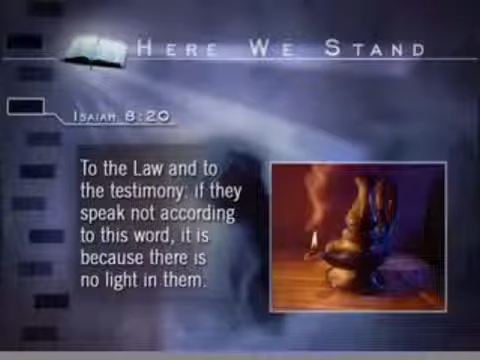 HERE WE STAND
ISAIAH 8:20
To the Law and to
the testimony: if they
speak not according
to this word, it is
because there is
no light in them.